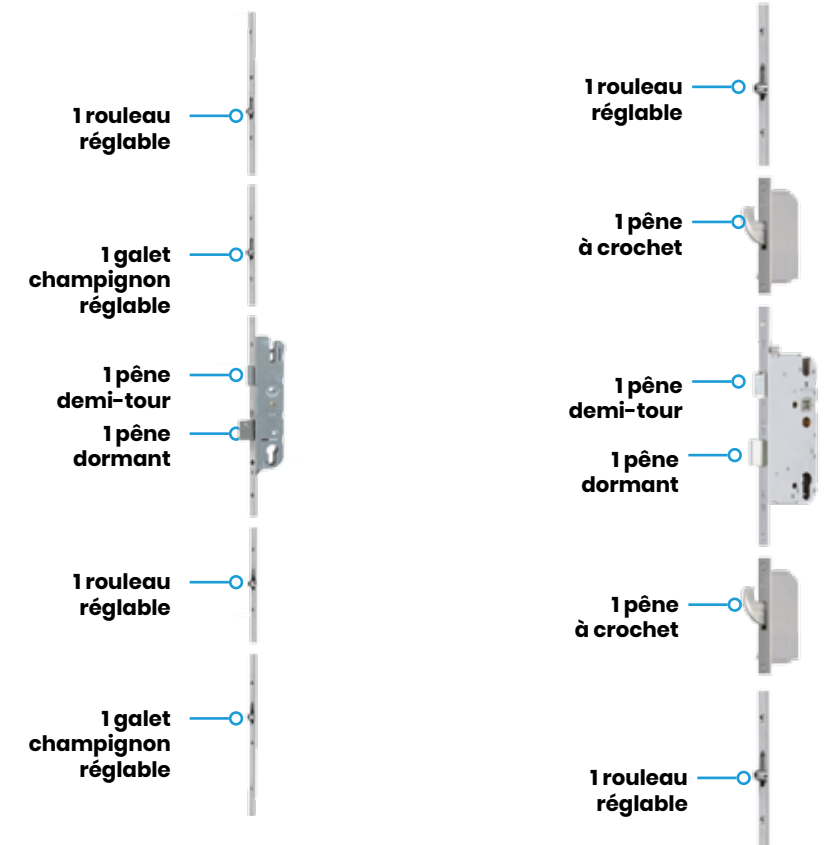 1 rouleau
réglable
1 galet
champignon
réglable
1 pêne
demi-tour
1 pêne
dormant
1 rouleau
réglable
1 galet
champignon
réglable
1 rouleau
réglable
1 pêne
à crochet
1 pêne
demi-tour
1 pêne
dormant
1 pêne
à crochet
1 rouleau
réglable